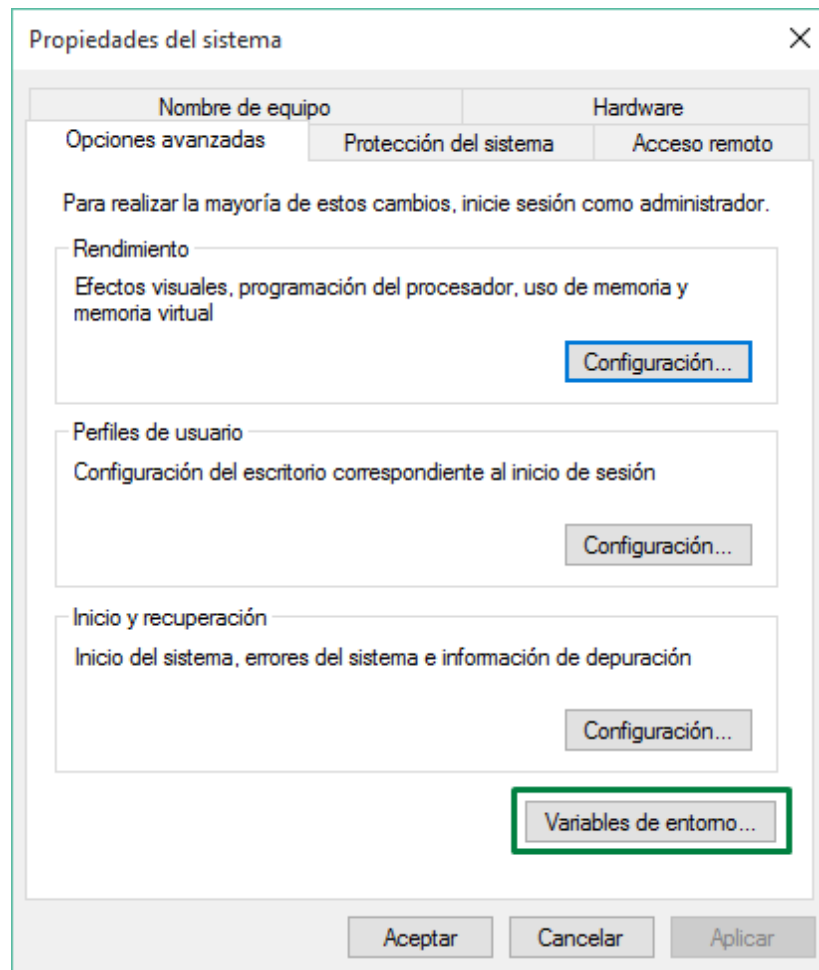 Propiedades del sistema
Nombre de equipo
Hardware
Opciones avanzadas
Protección del sistema
Acceso remoto
Para realizar la mayoría de estos cambios, inicie sesión como administrador.
Rendimiento
Efectos visuales, programación del procesador, uso de memoria y
memoria virtual
Configuración...
Perfiles de usuario
Configuración del escritorio correspondiente al inicio de sesión
Configuración...
Inicio y recuperación
Inicio del sistema, errores del sistema e información de depuración
Configuración...
Variables de entorno...
Aceptar
Cancelar
Aplicar